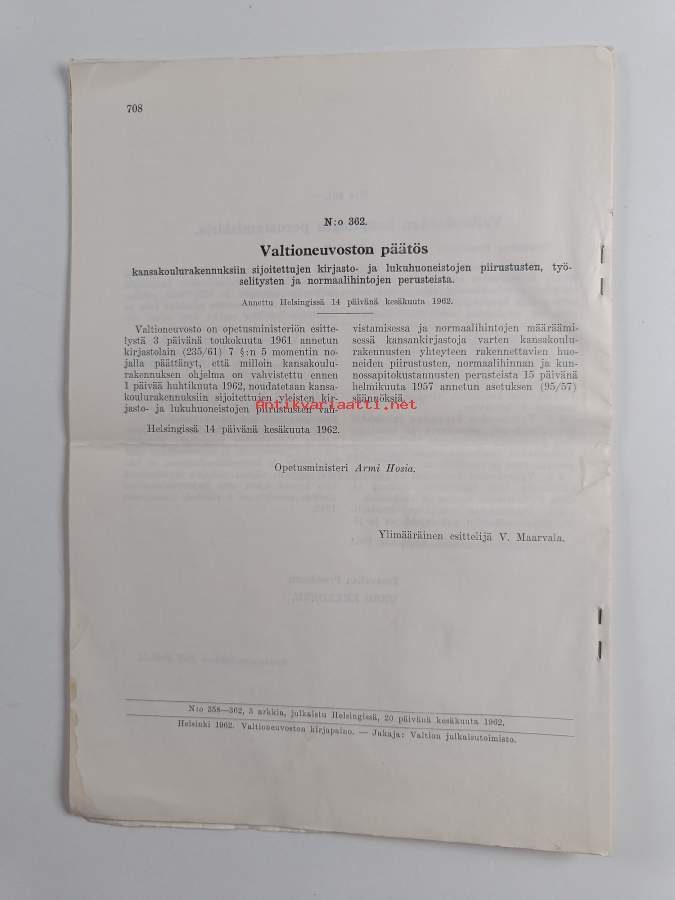 708
N:o 362.
Valtioneuvoston päätös
kansakoulurakennuksiin sijoitettujen kirjasto- ja lukuhuoneistojen piirustusten, työ-
selitysten ja normaalihintojen perusteista.
Annettu Helsingissä 14 päivänä kesäkuuta 1962.
Valtioneuvosto on opetusministeriön esitte-
lystä 3 päivänä toukokuuta 1961 annetun
kirjastolain (235/61) 7 §:n 5 momentin no-
jalla päättänyt, että milloin kansakoulu-
rakennuksen ohjelma on vahvistettu ennen
1 päivää huhtikuuta 1962, noudatetaan kansa-
koulurakennuksiin sijoitettujen yleisten kir-
jasto- ja lukuhuoneistojen piirustusten vah-
vistamisessa ja normaalihintojen määräämi-
sessä kansankirjastoja varten kansakoulu-
rakennusten yhteyteen rakennettavien huo-
neiden piirustusten, normaalihinnan ja kun-
nossapitokustannusten perusteista 15 päivänä
helmikuuta 1957 annetun asetuksen (95/57)
säännöksiä.
antikvariaatti.net
Helsingissä 14 päivänä kesäkuuta 1962.
Opetusministeri Armi Hosia.
Ylimääräinen esittelijä V. Maarvala.
N:o 358—362, 3 arkkia, julkaistu Helsingissä, 20 päivänä kesäkuuta 1962.
Helsinki 1962. Valtioneuvoston kirjapaino. — Jakaja: Valtion julkaisutoimisto.